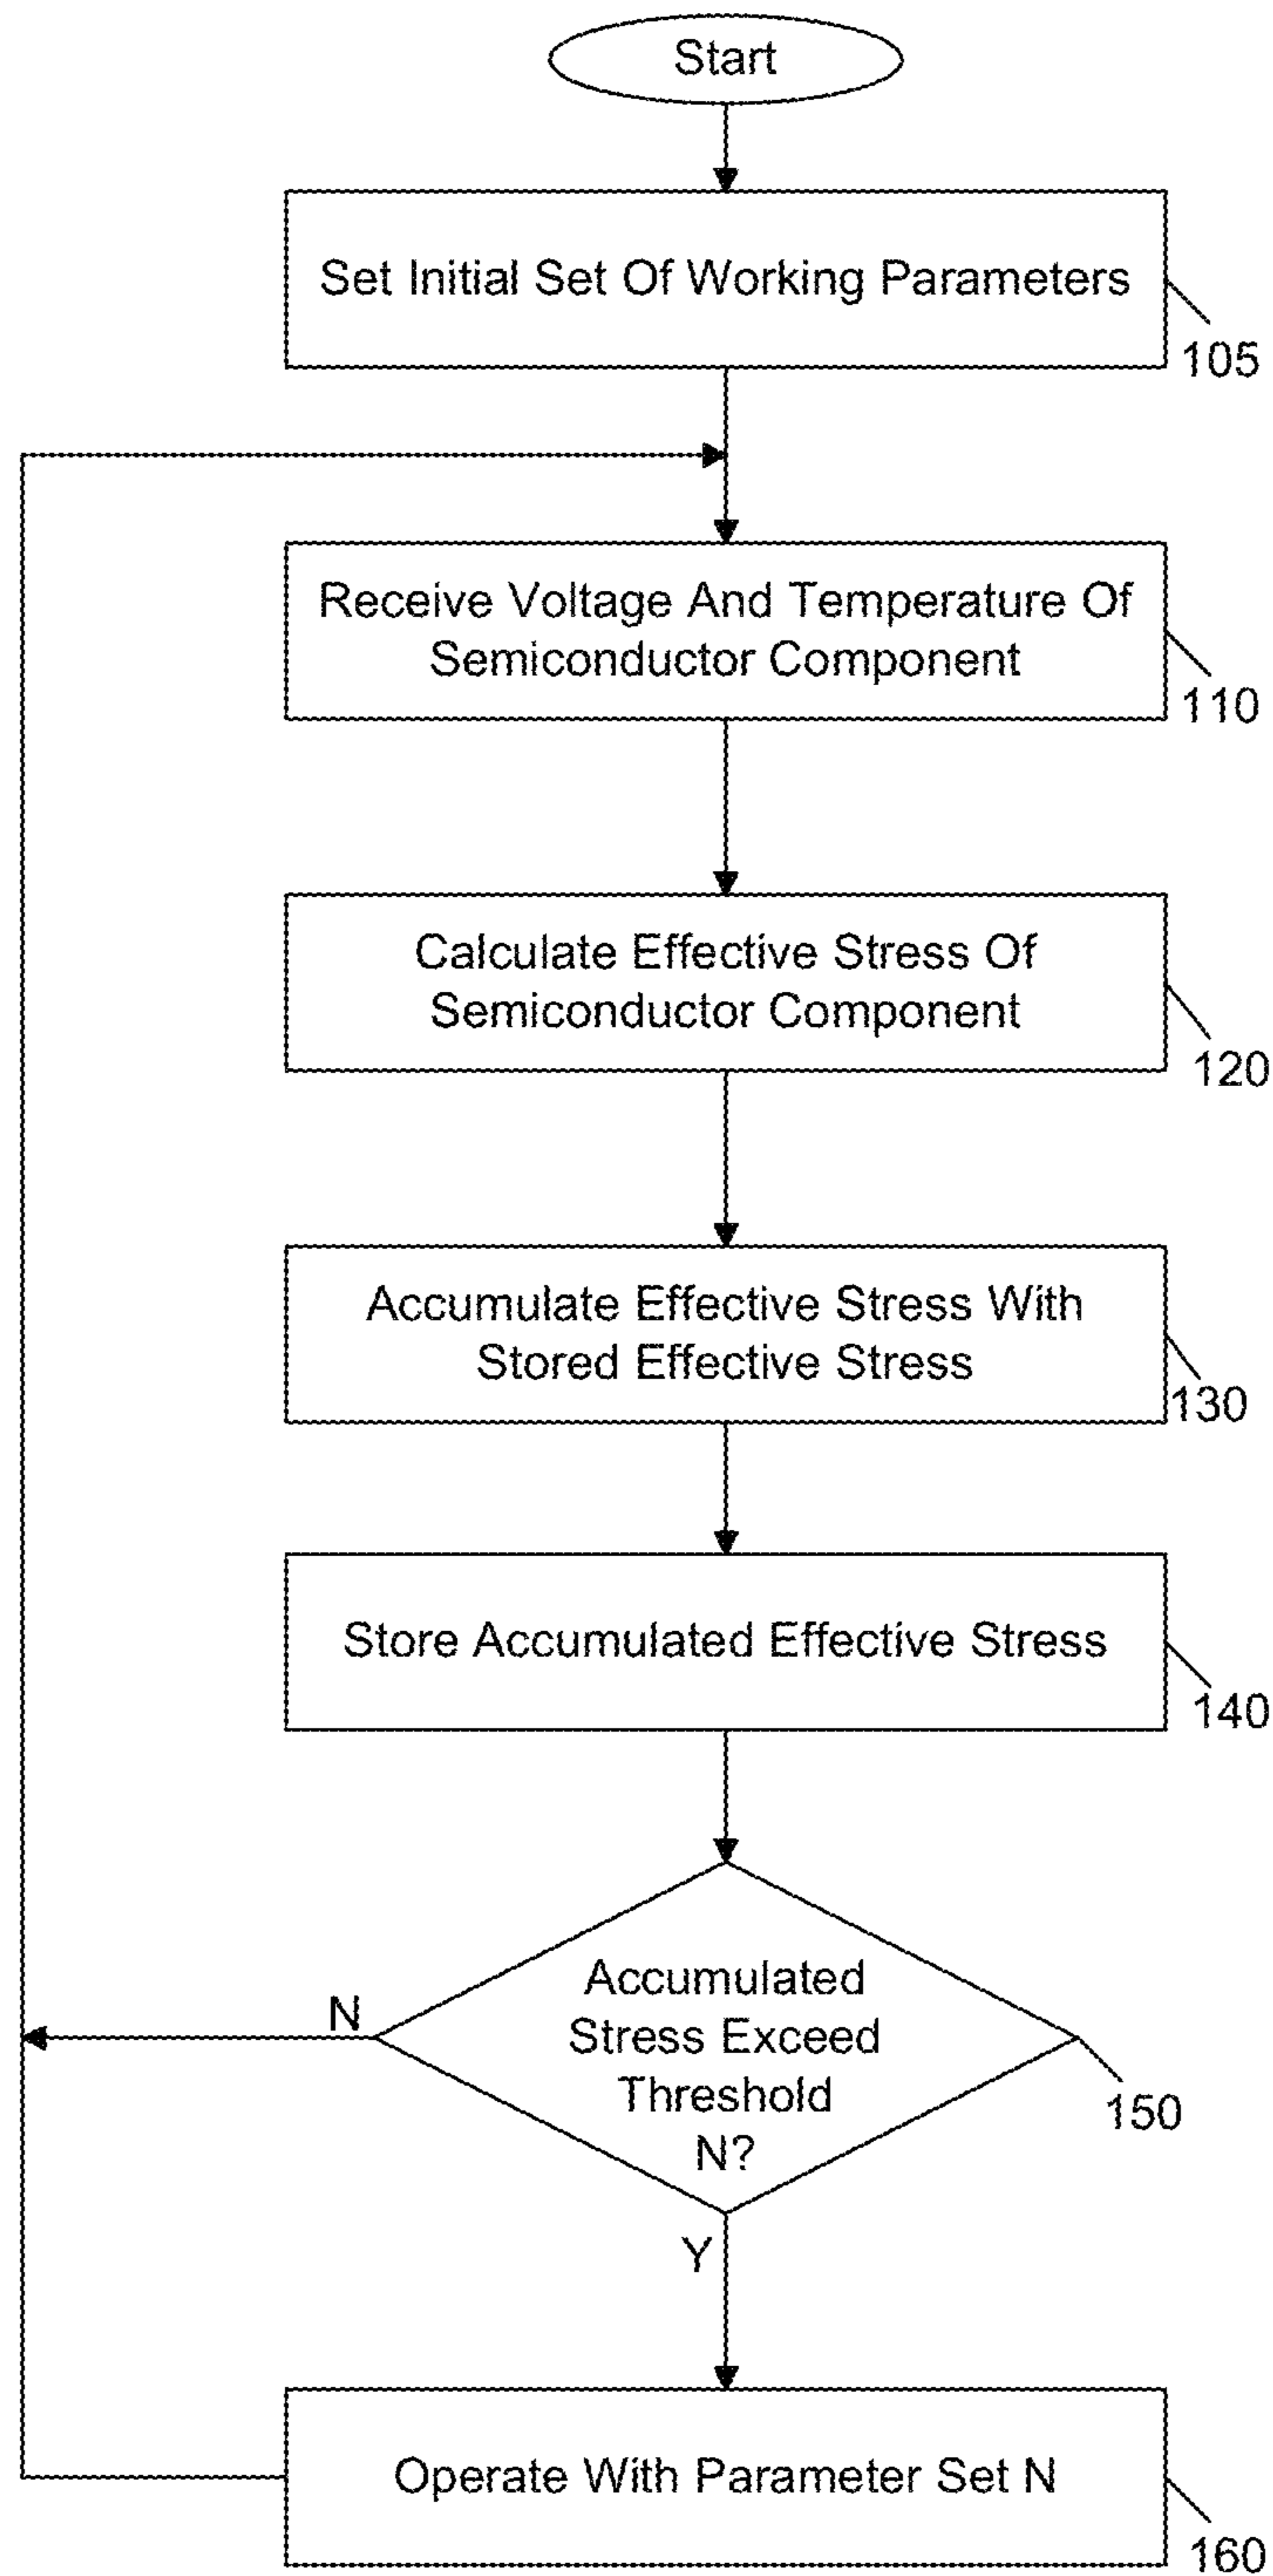 Start
Set Initial Set Of Working Parameters
105
Receive Voltage And Temperature Of
Semiconductor Component
110
Calculate Effective Stress Of
Semiconductor Component
120
Accumulate Effective Stress With
Stored Effective Stress
130
Store Accumulated Effective Stress
140
Accumulated
Stress Exceed
Threshold
N?
N
150
Y
Operate With Parameter Set N
160